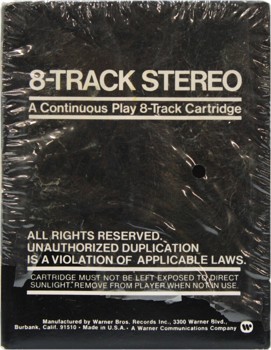 8-TRACK STEREO
A Continuous Play 8-Track Cartridge
ALL RIGHTS RESERVED.
UNAUTHORIZED DUPLICATION
IS A VIOLATION OF APPLICABLE LAWS.
CARTRIDGE MUST NOT BE LEFT EXPOSED TO DIRECT
SUNLIGHT. REMOVE FROM PLAYER WHEN NOT IN USE.
Manufactured by Warner Bros. Records Inc., 3300 Warner Blvd.,
Burbank, Calif. 91510 • Made in U.S.A. • A Warner Communications Company